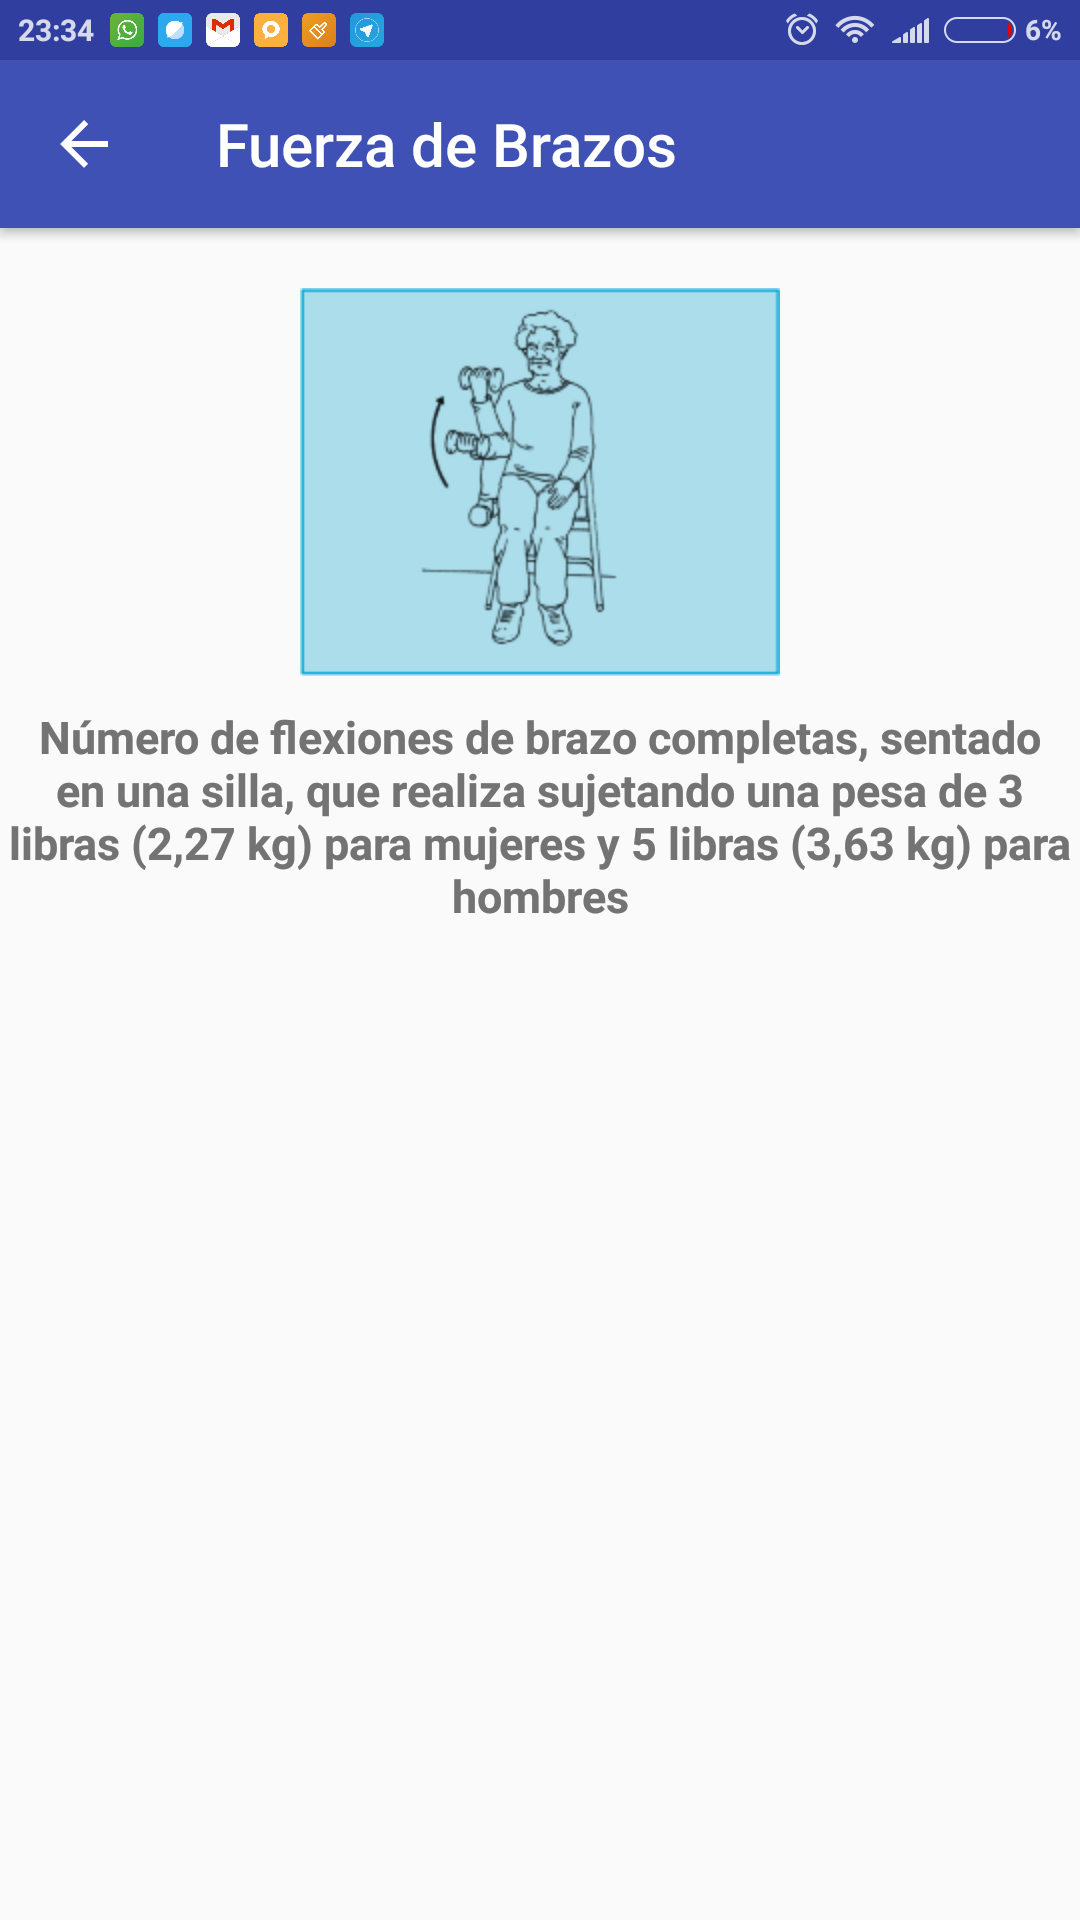 23:34
6%
Fuerza de Brazos
Número de flexiones de brazo completas, sentado
en una silla, que realiza sujetando una pesa de 3
libras (2,27 kg) para mujeres y 5 libras (3,63 kg) para
hombres